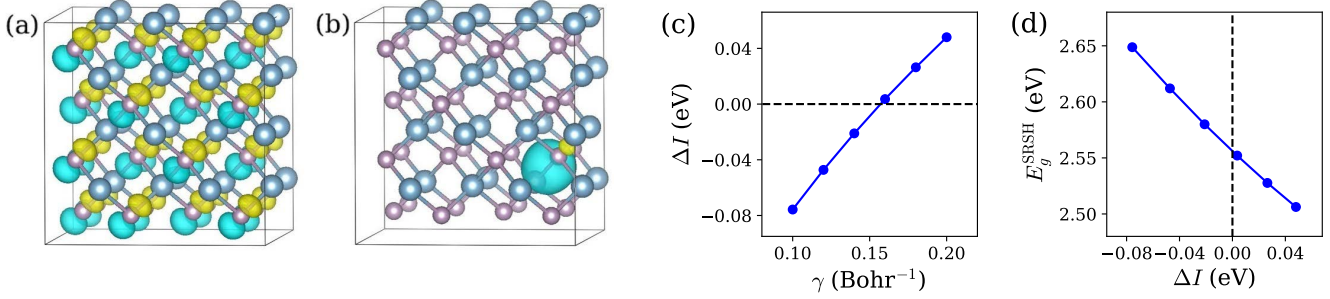 (a)
(b)
(c)
ΔI (eV)
0.04
0.00
−0.04
−0.08
0.10
0.15
0.20
γ (Bohr⁻¹)
(d)
E_g^SRSH (eV)
2.65
2.60
2.55
2.50
−0.08
−0.04
0.00
0.04
ΔI (eV)